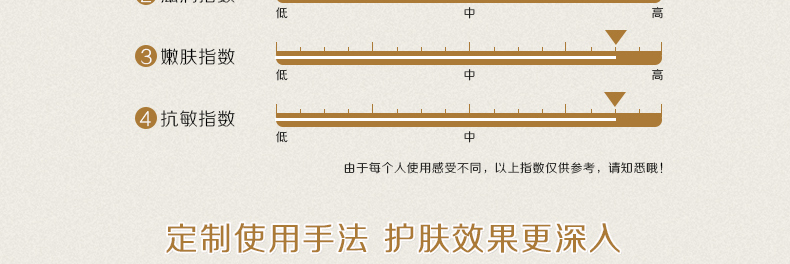 低 中 高
③ 嫩肤指数
低 中 高
④ 抗敏指数
低 中
由于每个人使用感受不同，以上指数仅供参考，请知悉哦！
定制使用手法 护肤效果更深入